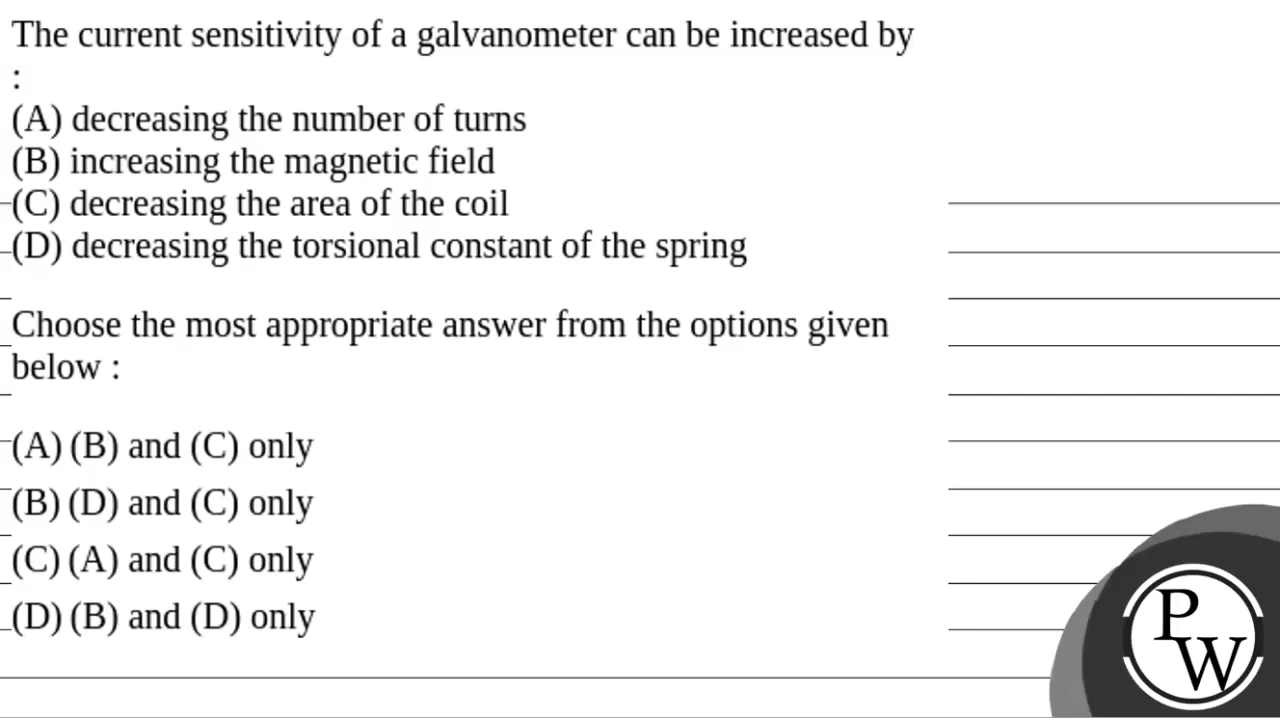 The current sensitivity of a galvanometer can be increased by
:
(A) decreasing the number of turns
(B) increasing the magnetic field
(C) decreasing the area of the coil
(D) decreasing the torsional constant of the spring
Choose the most appropriate answer from the options given
below :
(A) (B) and (C) only
(B) (D) and (C) only
(C) (A) and (C) only
(D) (B) and (D) only
PW